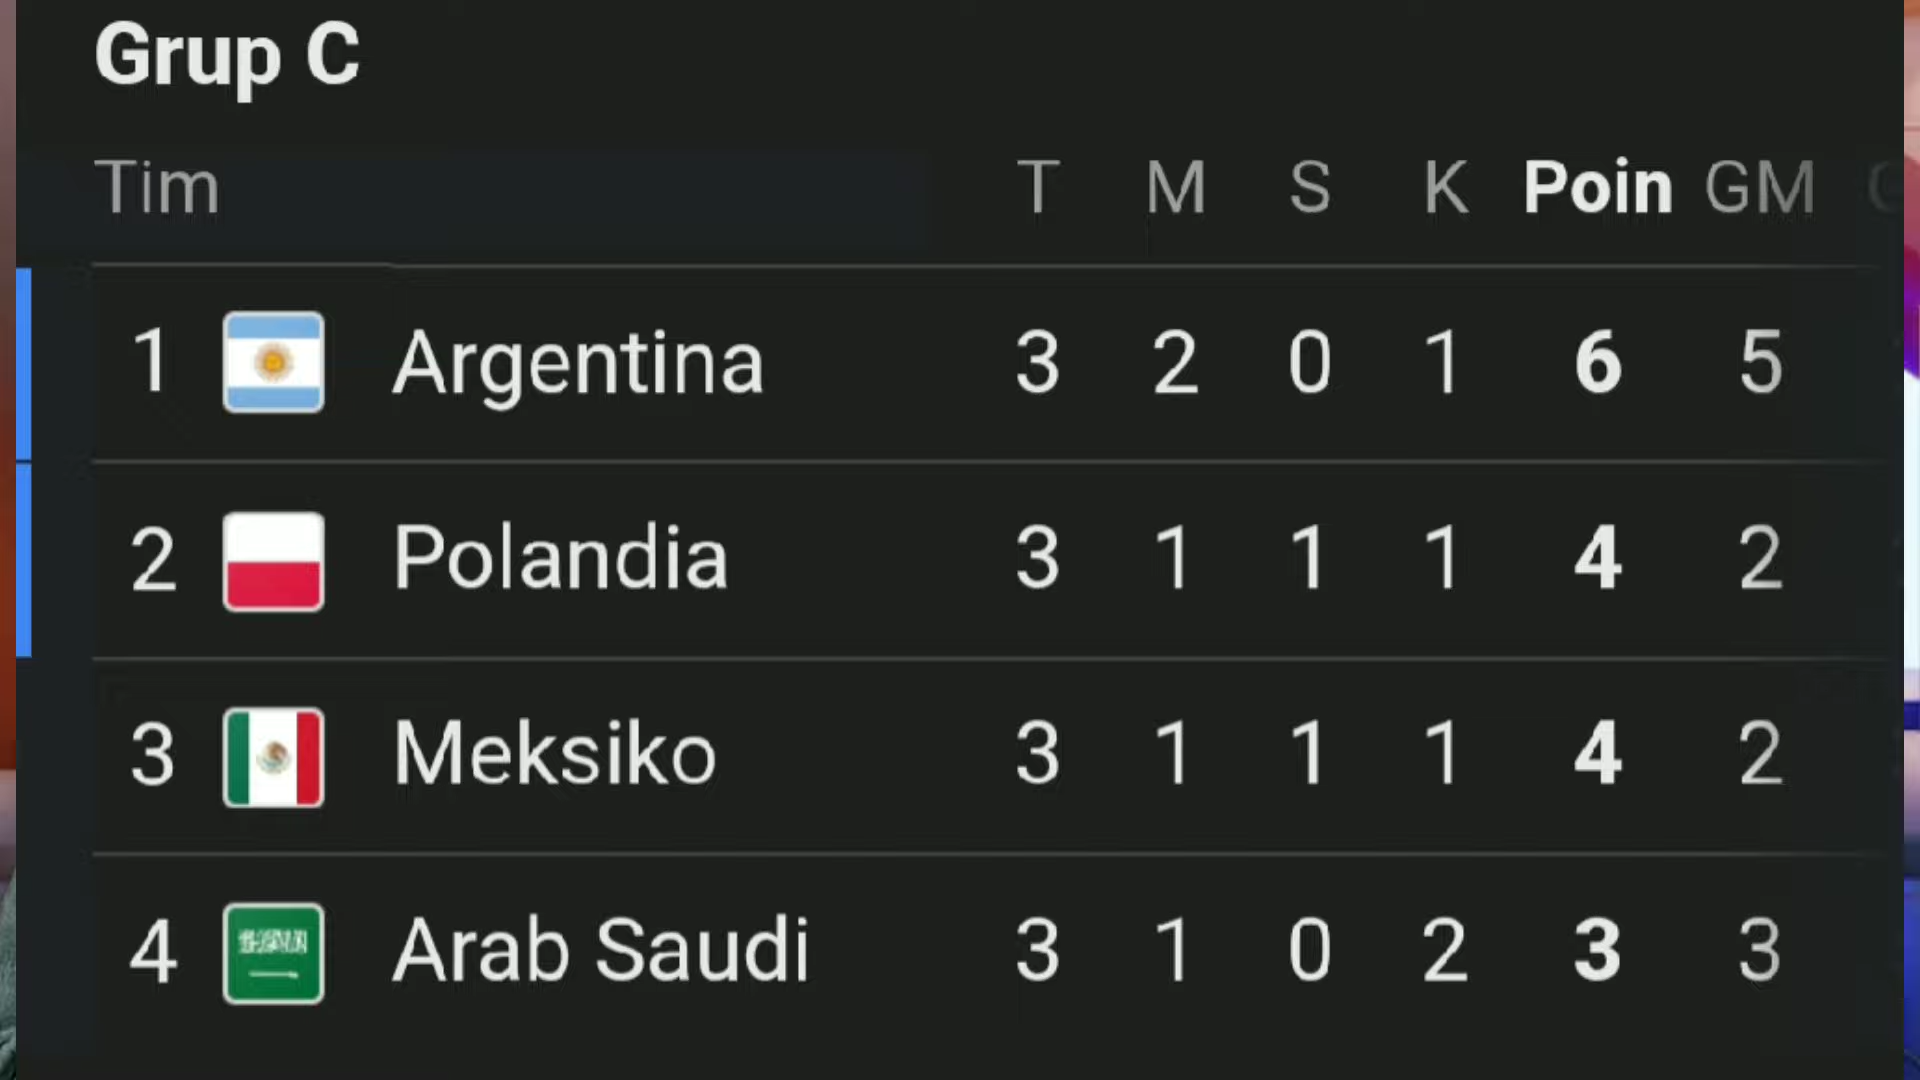 Grup C
Tim T M S K Poin GM
1 Argentina 3 2 0 1 6 5
2 Polandia 3 1 1 1 4 2
3 Meksiko 3 1 1 1 4 2
4 Arab Saudi 3 1 0 2 3 3